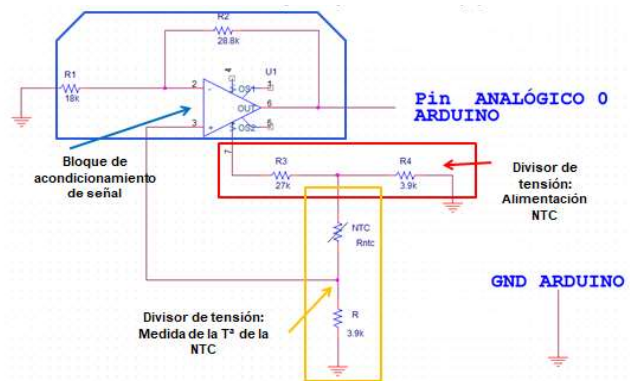 R2
28.8k
R1
18k
2
3
4
7
U1
OS1
1
OUT
6
OS2
5
-
+
Pin ANALÓGICO 0
ARDUINO
Bloque de
acondicionamiento
de señal
R3
27k
R4
3.9k
Divisor de
tensión:
Alimentación
NTC
NTC
Rntc
GND ARDUINO
Divisor de tensión:
Medida de la Tª de la
NTC
R
3.9k